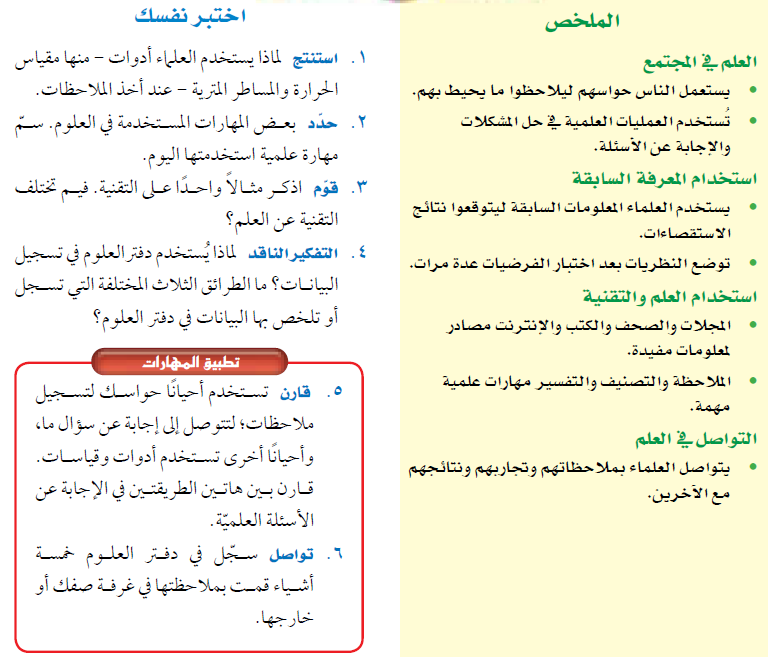 الملخص
العلم في المجتمع
• يستعمل الناس حواسهم ليلاحظوا ما يحيط بهم.
• تُستخدم العمليات العلمية في حل المشكلات
والإجابة عن الأسئلة.
استخدام المعرفة السابقة
• يستخدم العلماء المعلومات السابقة ليتوقعوا نتائج
الاستقصاءات.
• توضع النظريات بعد اختبار الفرضيات عدة مرات.
استخدام العلم والتقنية
• المجلات والصحف والكتب والإنترنت مصادر
لمعلومات مفيدة.
• الملاحظة والتصنيف والتفسير مهارات علمية
مهمة.
التواصل في العلم
• يتواصل العلماء بملاحظاتهم وتجاربهم ونتائجهم
مع الآخرين.
اختبر نفسك
١. استنتج لماذا يستخدم العلماء أدوات – منها مقياس
الحرارة والمساطر المترية – عند أخذ الملاحظات.
٢. حدّد بعض المهارات المستخدمة في العلوم. سمّ
مهارة علمية استخدمتها اليوم.
٣. قوّم اذكر مثالاً واحدًا على التقنية. فيم تختلف
التقنية عن العلم؟
٤. التفكير الناقد لماذا يُستخدم دفتر العلوم في تسجيل
البيانات؟ ما الطرائق الثلاث المختلفة التي تسجل
أو تلخص بها البيانات في دفتر العلوم؟
تطبيق المهارات
٥. قارن تستخدم أحيانًا حواسك لتسجيل
ملاحظات؛ لتتوصل إلى إجابة عن سؤال ما،
وأحيانًا أخرى تستخدم أدوات وقياسات.
قارن بين هاتين الطريقتين في الإجابة عن
الأسئلة العلميّة.
٦. تواصل سجّل في دفتر العلوم خمسة
أشياء قمت بملاحظتها في غرفة صفك أو
خارجها.